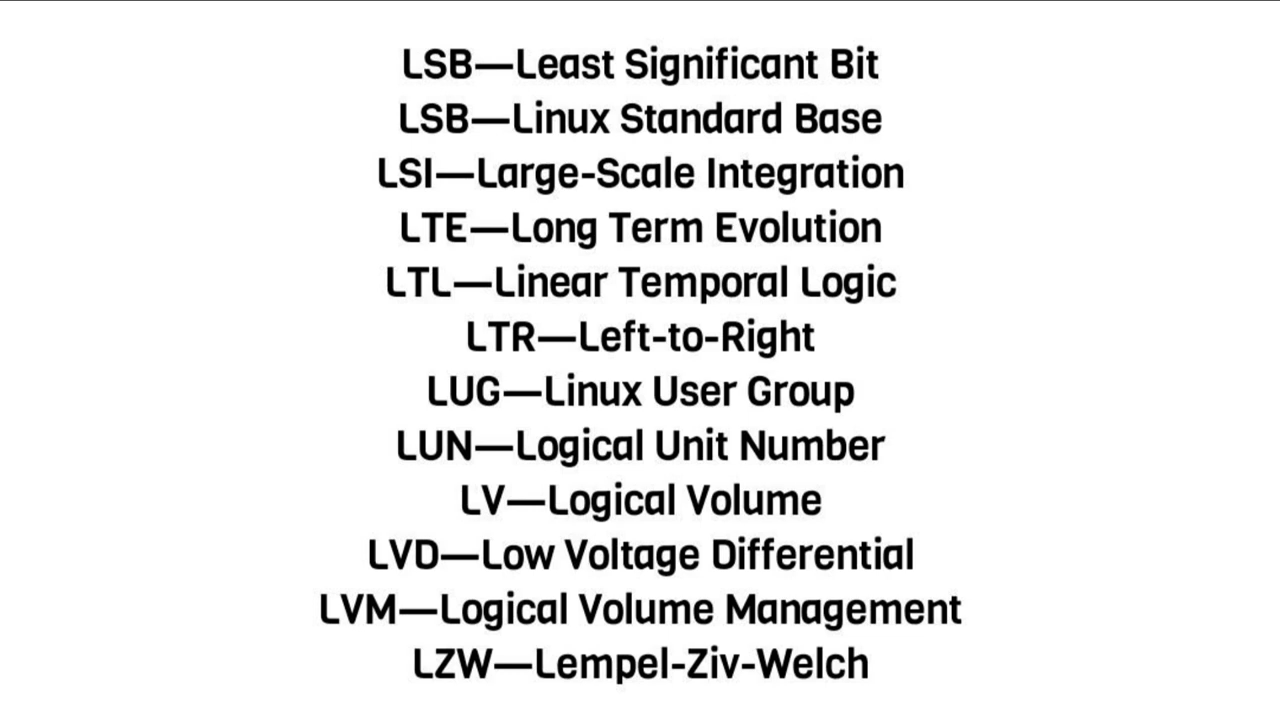 LSB—Least Significant Bit
LSB—Linux Standard Base
LSI—Large-Scale Integration
LTE—Long Term Evolution
LTL—Linear Temporal Logic
LTR—Left-to-Right
LUG—Linux User Group
LUN—Logical Unit Number
LV—Logical Volume
LVD—Low Voltage Differential
LVM—Logical Volume Management
LZW—Lempel-Ziv-Welch